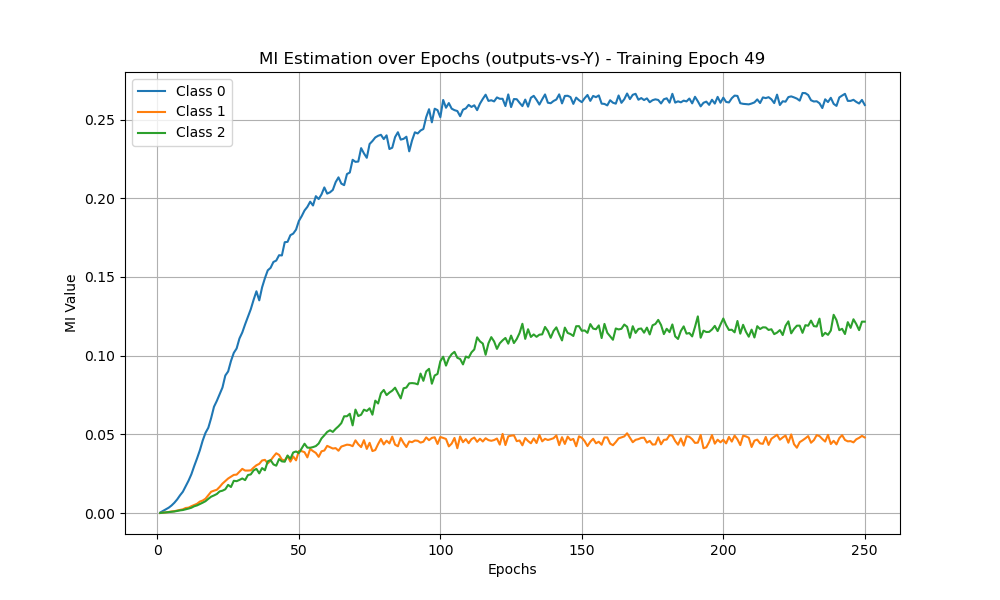 MI Estimation over Epochs (outputs-vs-Y) - Training Epoch 49
Class 0
Class 1
Class 2
MI Value
0.25
0.20
0.15
0.10
0.05
0.00
0 50 100 150 200 250
Epochs